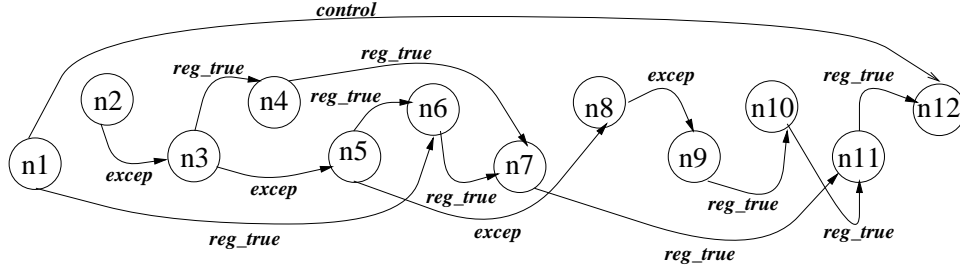 control
reg_true
reg_true
excep
reg_true
reg_true
n2
n4
n6
n8
n10
n12
n1
n3
n5
n7
n9
n11
excep
excep
reg_true
reg_true
reg_true
excep
reg_true
reg_true